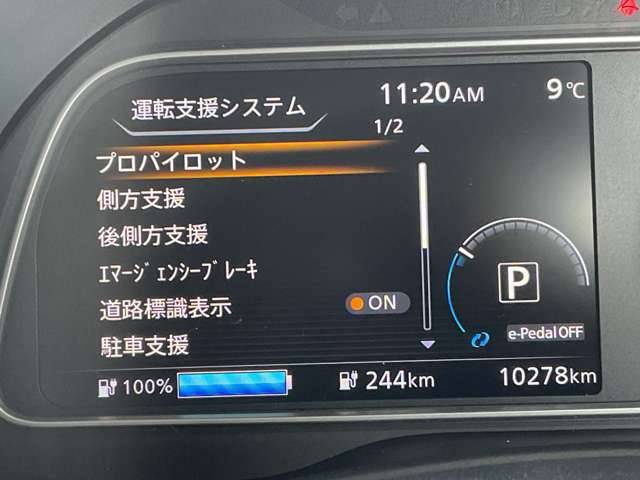 運転支援システム
11:20AM
9℃
1/2
プロパイロット
側方支援
後側方支援
ｴﾏｰｼﾞｪﾝｼｰﾌﾞﾚｰｷ
道路標識表示
ON
駐車支援
P
e-Pedal OFF
100%
244km
10278km